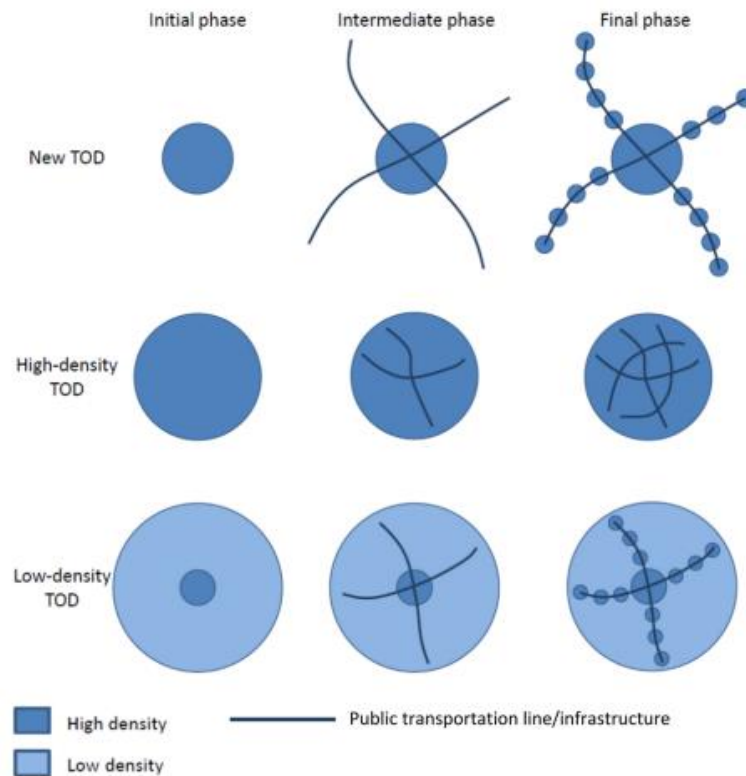 Initial phase
Intermediate phase
Final phase
New TOD
High-density
TOD
Low-density
TOD
High density
Public transportation line/infrastructure
Low density